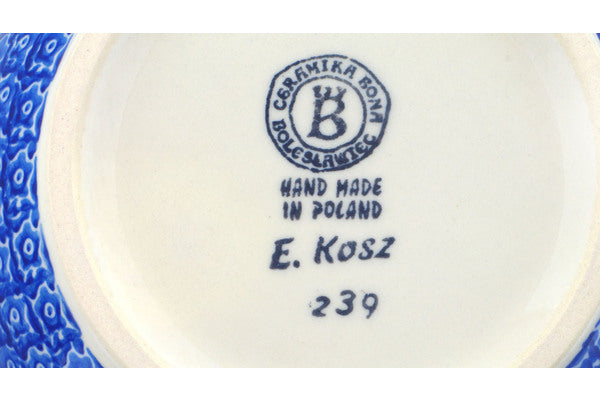 CERAMIKA BONA
B
BOLESŁAWIEC
HAND MADE
IN POLAND
E. Kosz
239